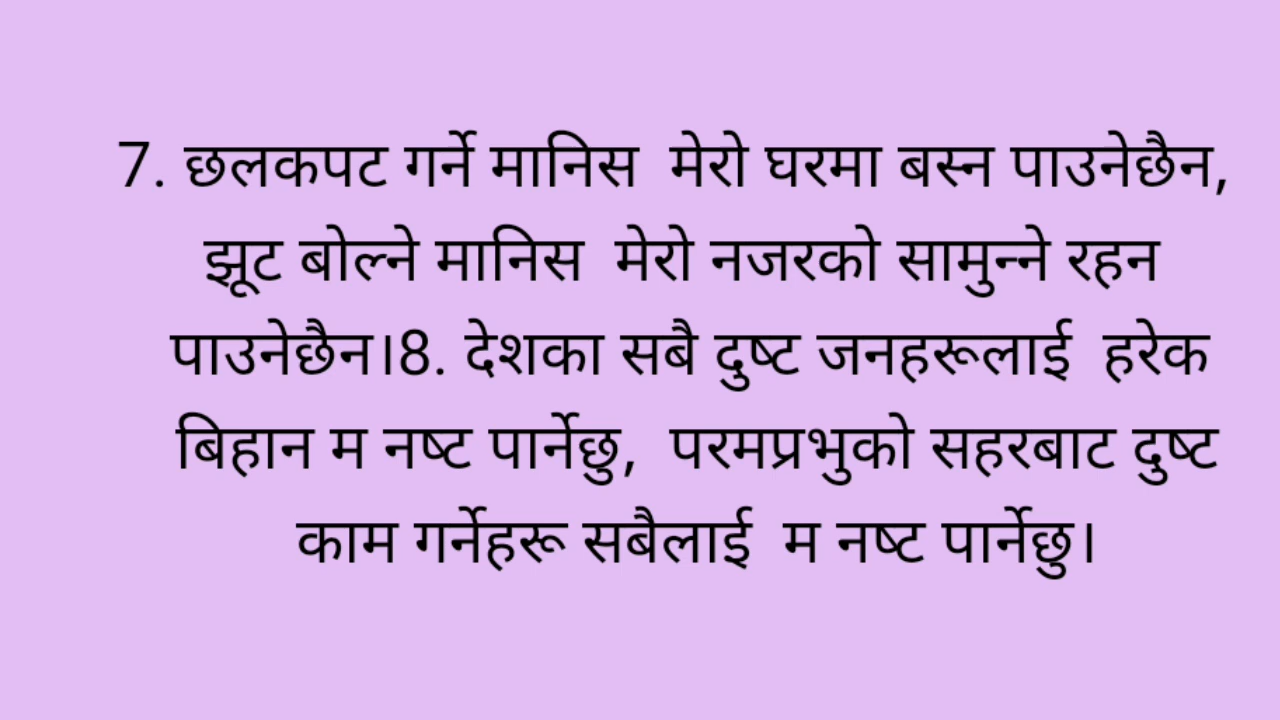 7. छलकपट गर्ने मानिस  मेरो घरमा बस्न पाउनेछैन,
झूट बोल्ने मानिस  मेरो नजरको सामुन्ने रहन
पाउनेछैन।8. देशका सबै दुष्ट जनहरूलाई  हरेक
बिहान म नष्ट पार्नेछु,  परमप्रभुको सहरबाट दुष्ट
काम गर्नेहरू सबैलाई  म नष्ट पार्नेछु।